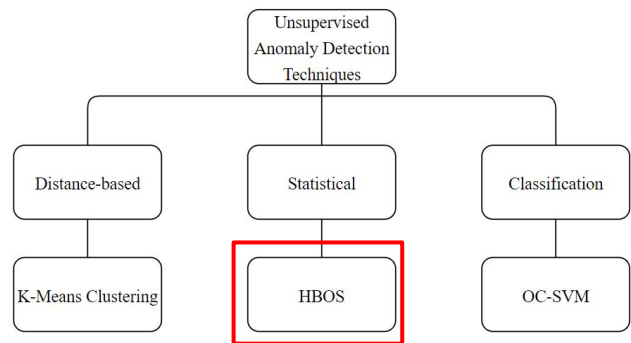 Unsupervised
Anomaly Detection
Techniques
Distance-based
Statistical
Classification
K-Means Clustering
HBOS
OC-SVM